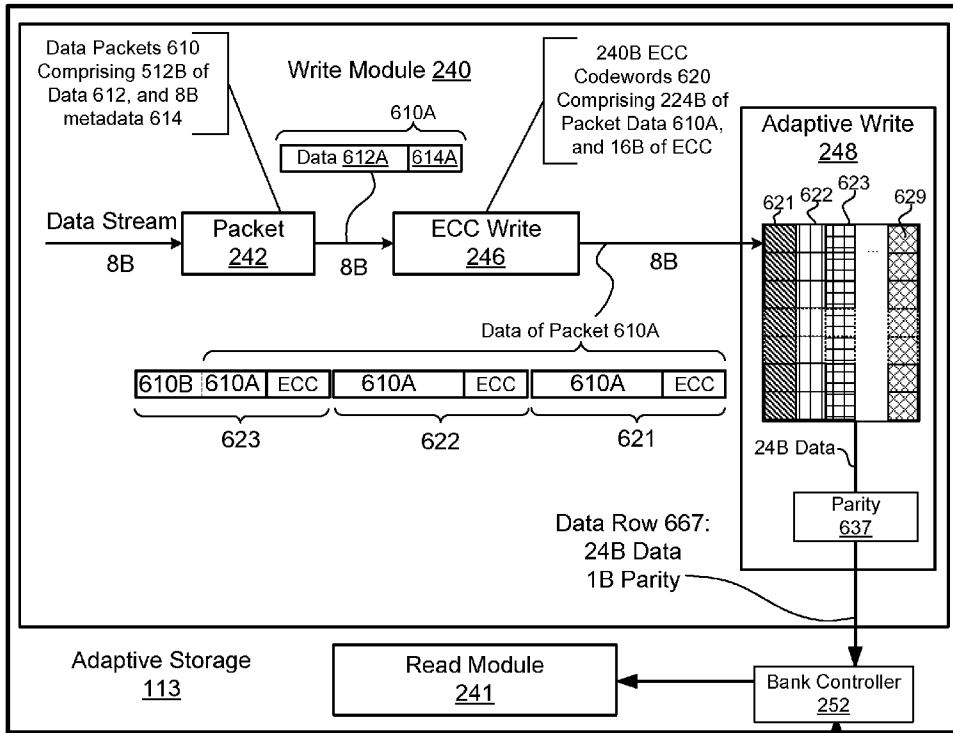 Data Packets 610
Comprising 512B of
Data 612, and 8B
metadata 614
Write Module 240
240B ECC
Codewords 620
Comprising 224B of
Packet Data 610A,
and 16B of ECC
610A
Data 612A 614A
Adaptive Write
248
621 622 623 629
...
Data Stream
8B
Packet
242
8B
ECC Write
246
8B
Data of Packet 610A
610B 610A ECC 610A ECC 610A ECC
623 622 621
24B Data
Parity
637
Data Row 667:
24B Data
1B Parity
Adaptive Storage
113
Read Module
241
Bank Controller
252